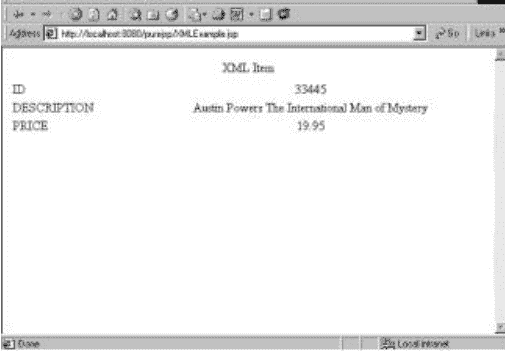 Address http://localhost:8080/purejsp/XMLExample.jsp Go Links »
XML Item
ID 33445
DESCRIPTION Austin Powers The International Man of Mystery
PRICE 19.95
Done Local intranet